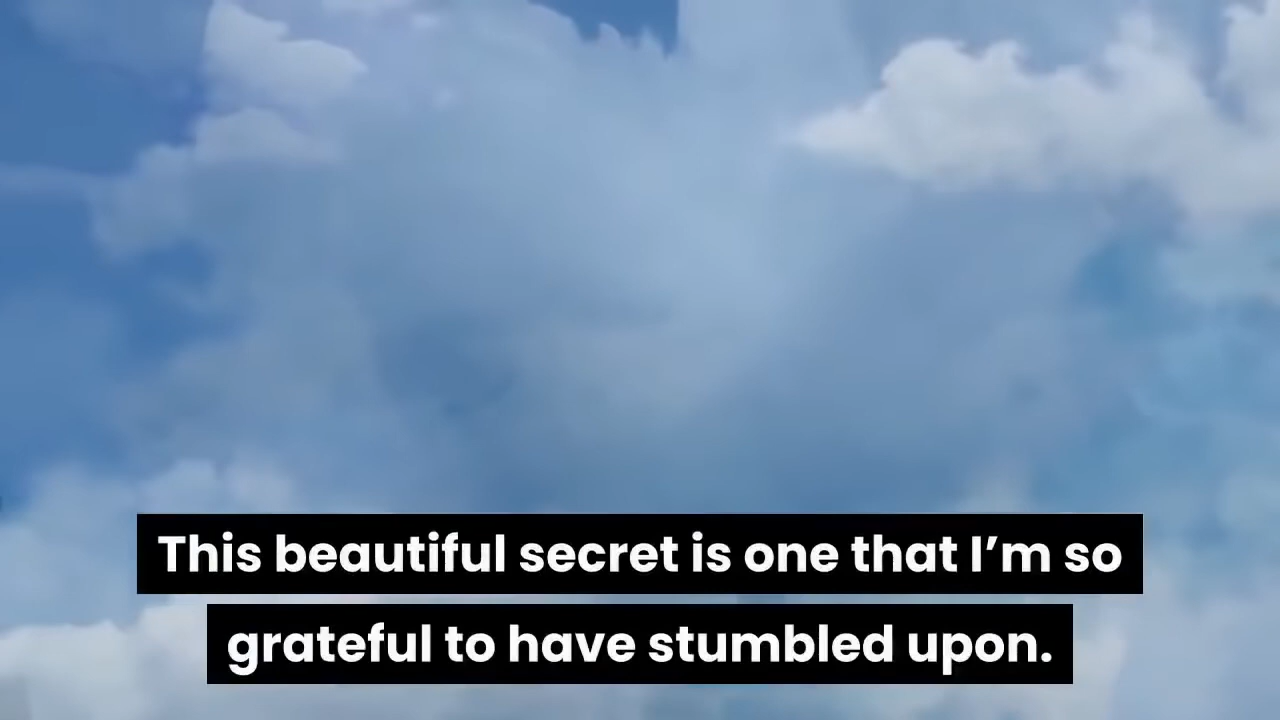 This beautiful secret is one that I’m so
grateful to have stumbled upon.